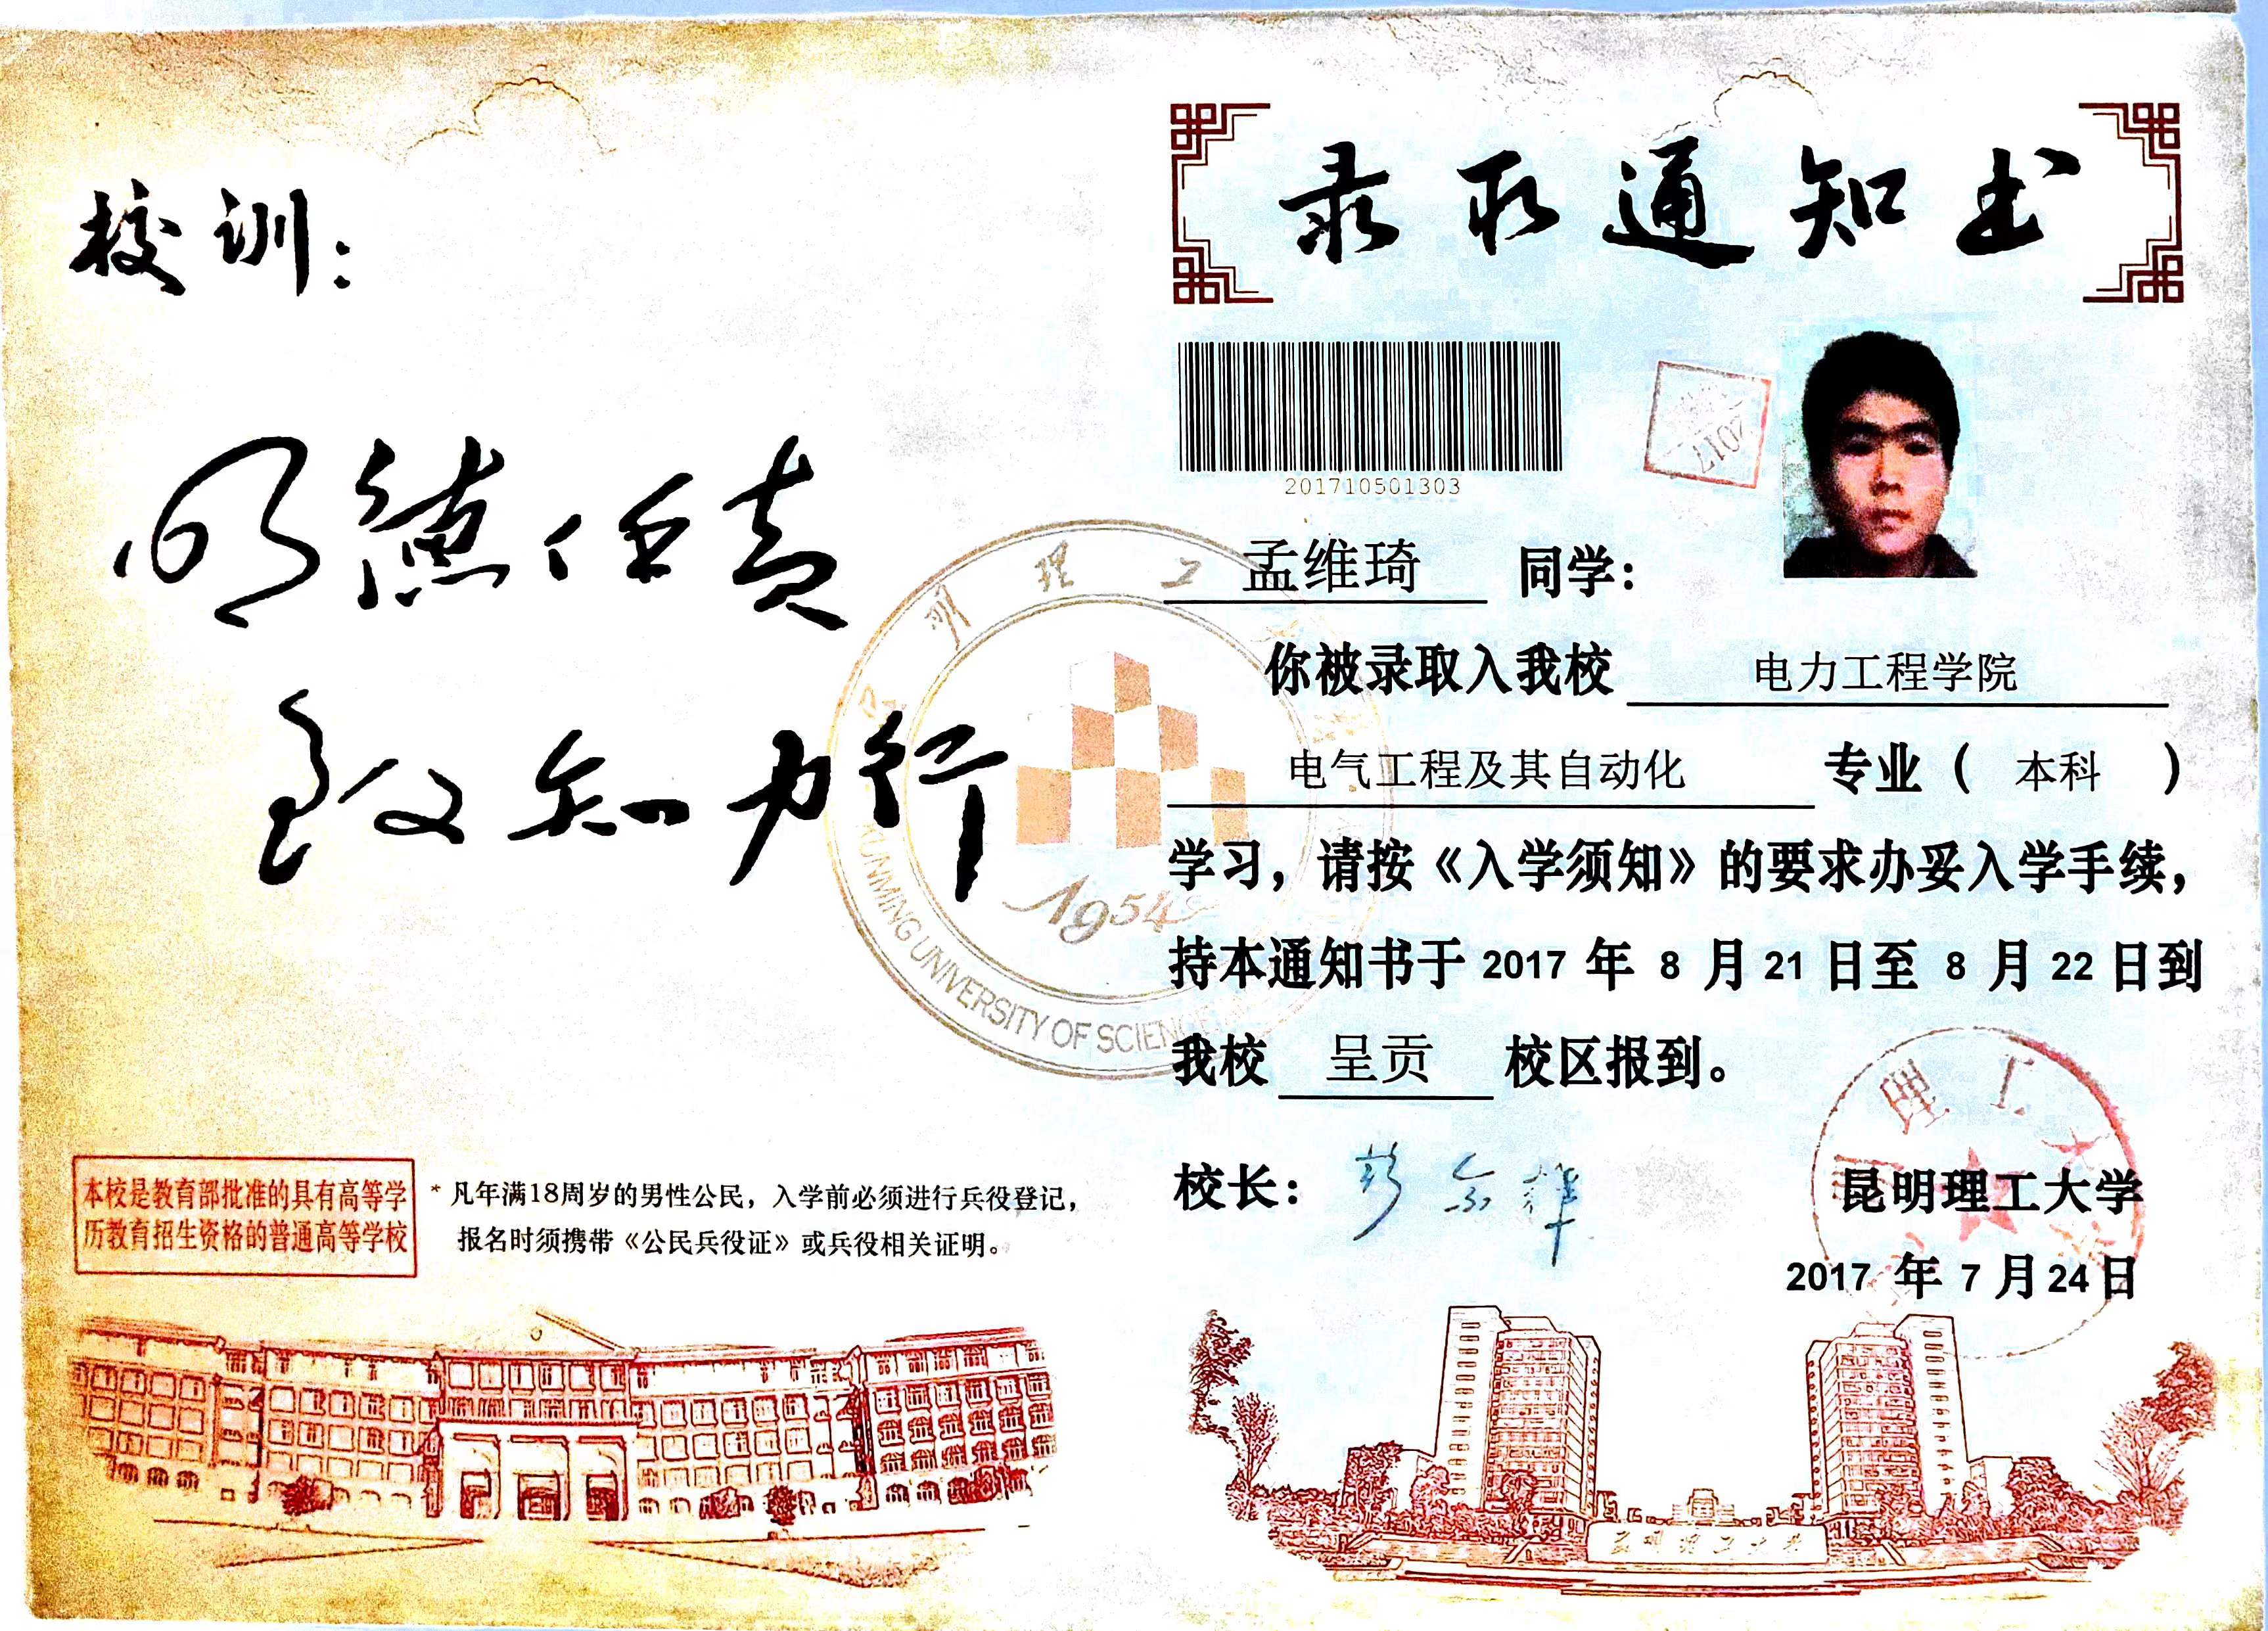 校训：
明德任责
致知力行
本校是教育部批准的具有高等学
历教育招生资格的普通高等学校
* 凡年满18周岁的男性公民，入学前必须进行兵役登记，
报名时须携带《公民兵役证》或兵役相关证明。
录取通知书
201710501303
2017
孟维琦 同学：
你被录取入我校 电力工程学院
电气工程及其自动化 专业（ 本科 ）
学习，请按《入学须知》的要求办妥入学手续，
持本通知书于 2017 年 8 月 21 日至 8 月 22 日到
我校 呈贡 校区报到。
校长： 彭金辉
昆明理工大学
2017 年 7 月 24 日
理工
明理工
1954
KUNMING UNIVERSITY OF SCIENCE
昆明理工大学